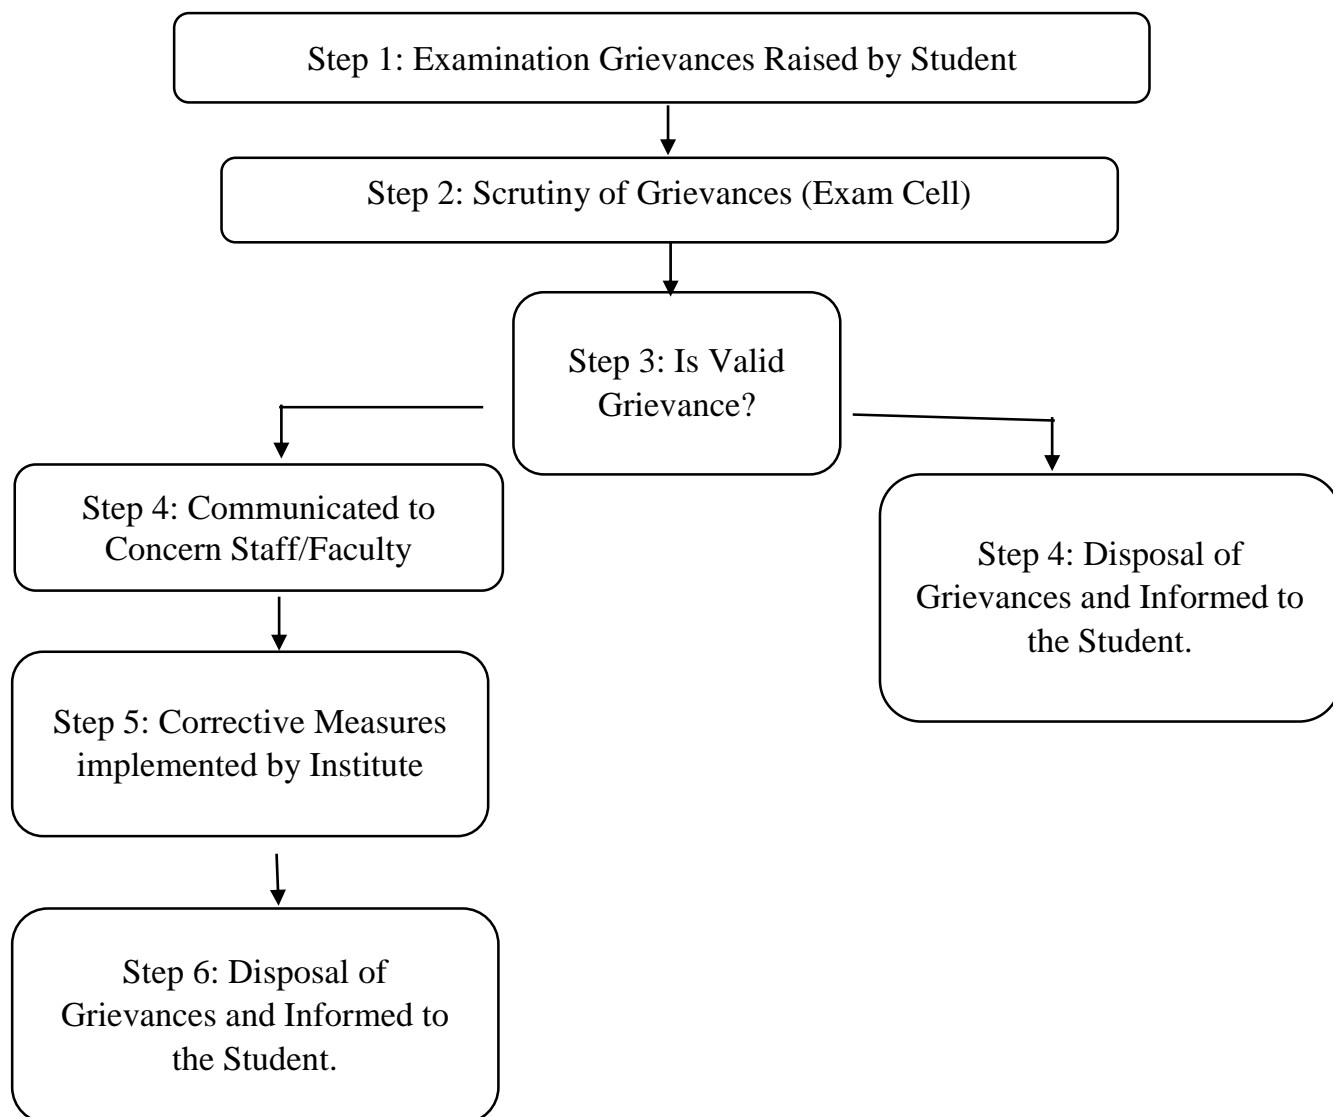 Step 1: Examination Grievances Raised by Student
Step 2: Scrutiny of Grievances (Exam Cell)
Step 3: Is Valid
Grievance?
Step 4: Communicated to
Concern Staff/Faculty
Step 4: Disposal of
Grievances and Informed to
the Student.
Step 5: Corrective Measures
implemented by Institute
Step 6: Disposal of
Grievances and Informed to
the Student.